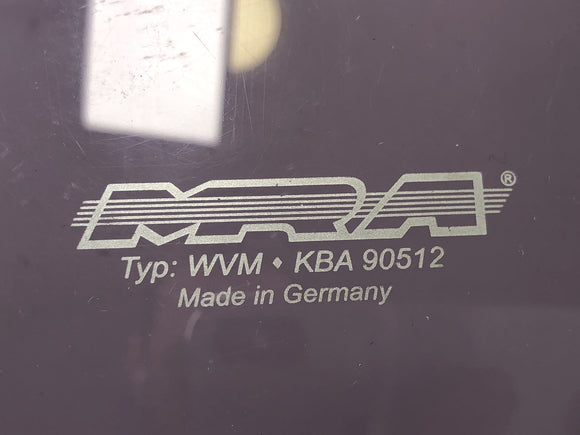 MRA®
Typ: WVM • KBA 90512
Made in Germany